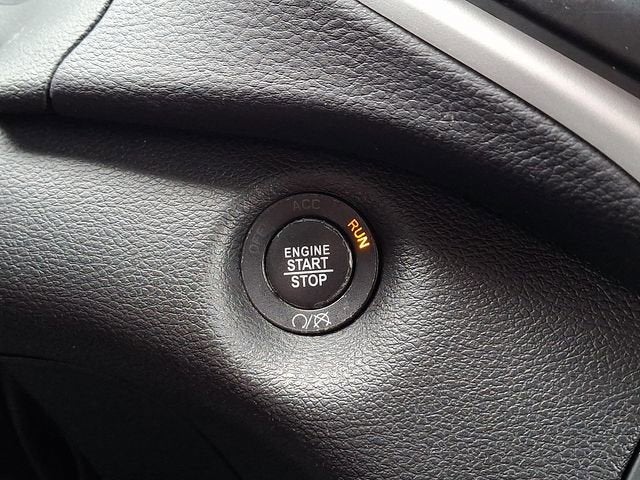 ACC
OFF
RUN
ENGINE
START
STOP